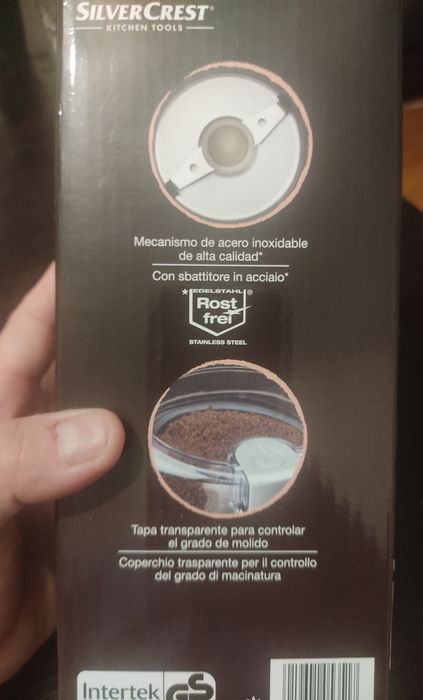 SILVERCREST®
KITCHEN TOOLS
Mecanismo de acero inoxidable
de alta calidad*
Con sbattitore in acciaio*
*EDELSTAHL®
Rost
frei
STAINLESS STEEL
Tapa transparente para controlar
el grado de molido
Coperchio trasparente per il controllo
del grado di macinatura
Intertek
GS